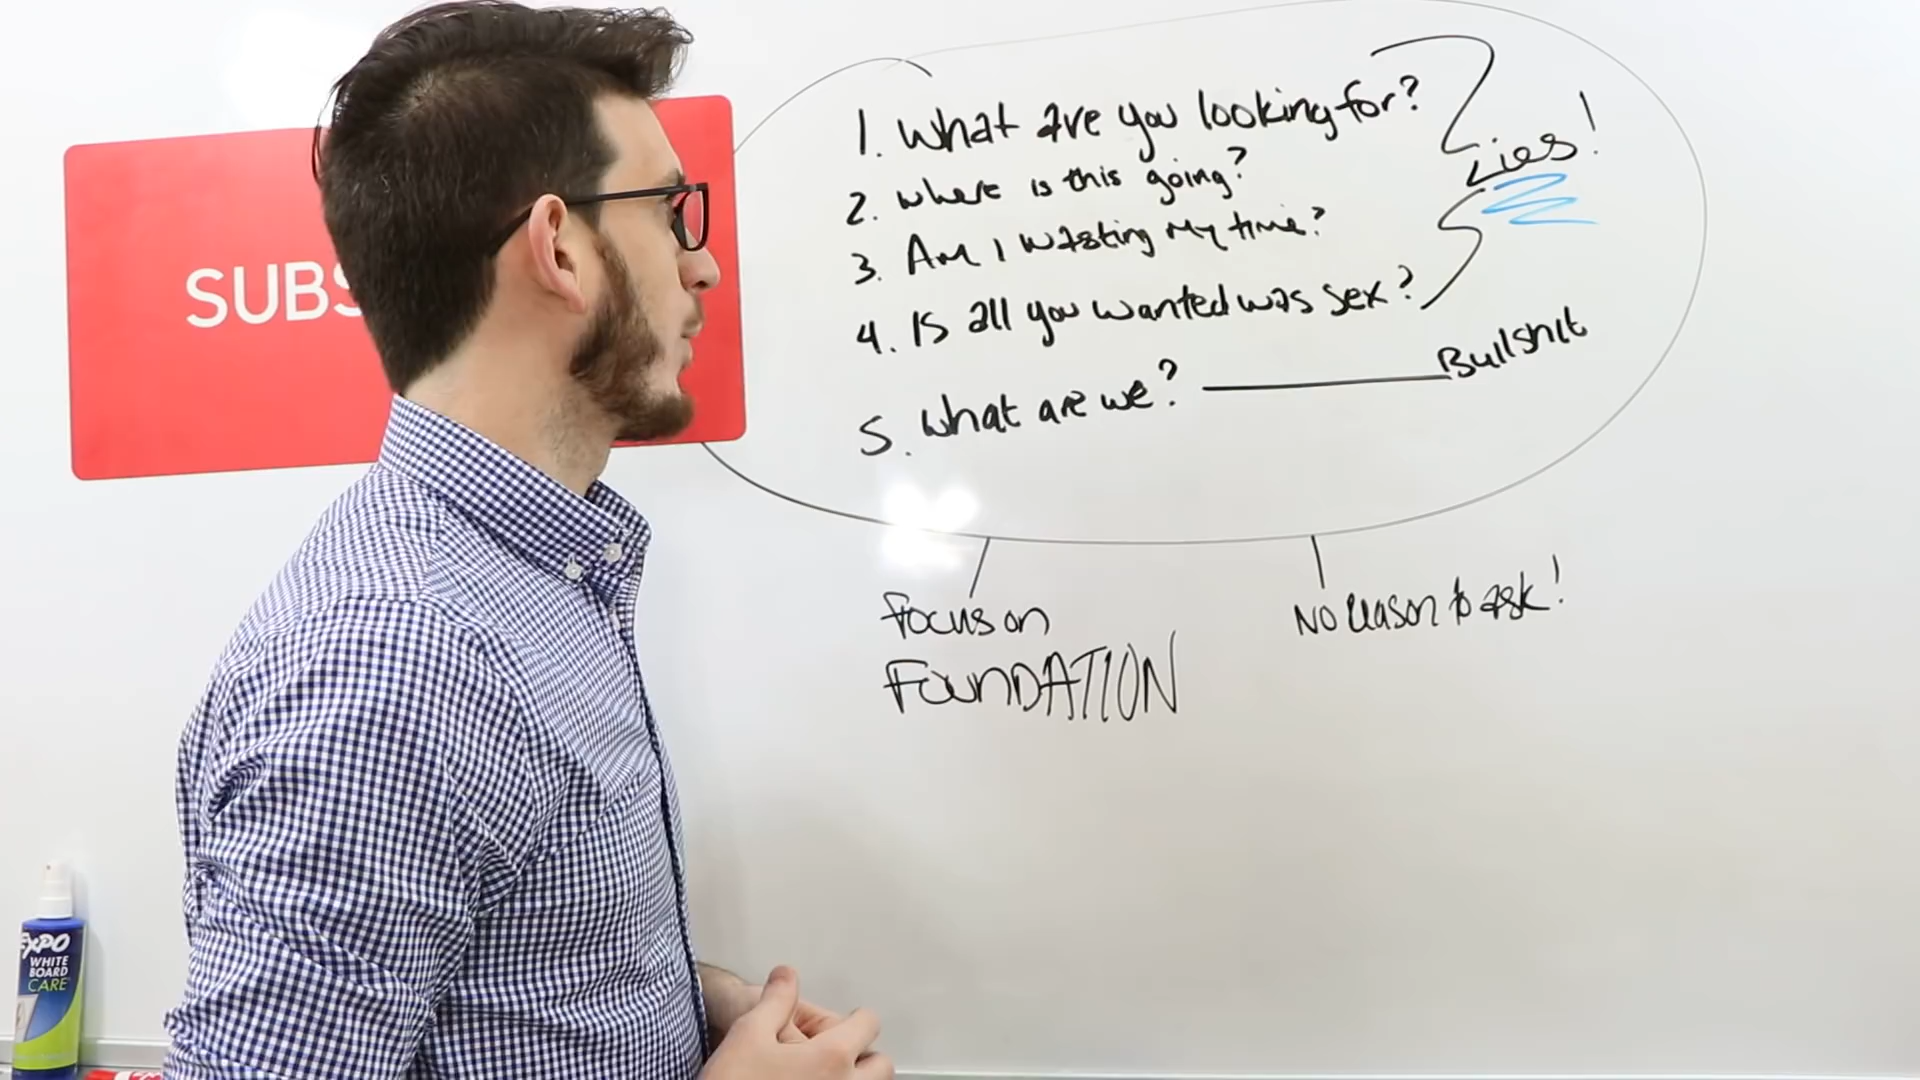 SUBS
1. What are you looking for?
Lies!
2. Where is this going?
3. Am I wasting my time?
4. Is all you wanted was sex?
Bullshit
5. What are we?
Focus on
FOUNDATION
No reason to ask!
EXPO
WHITE
BOARD
CARE